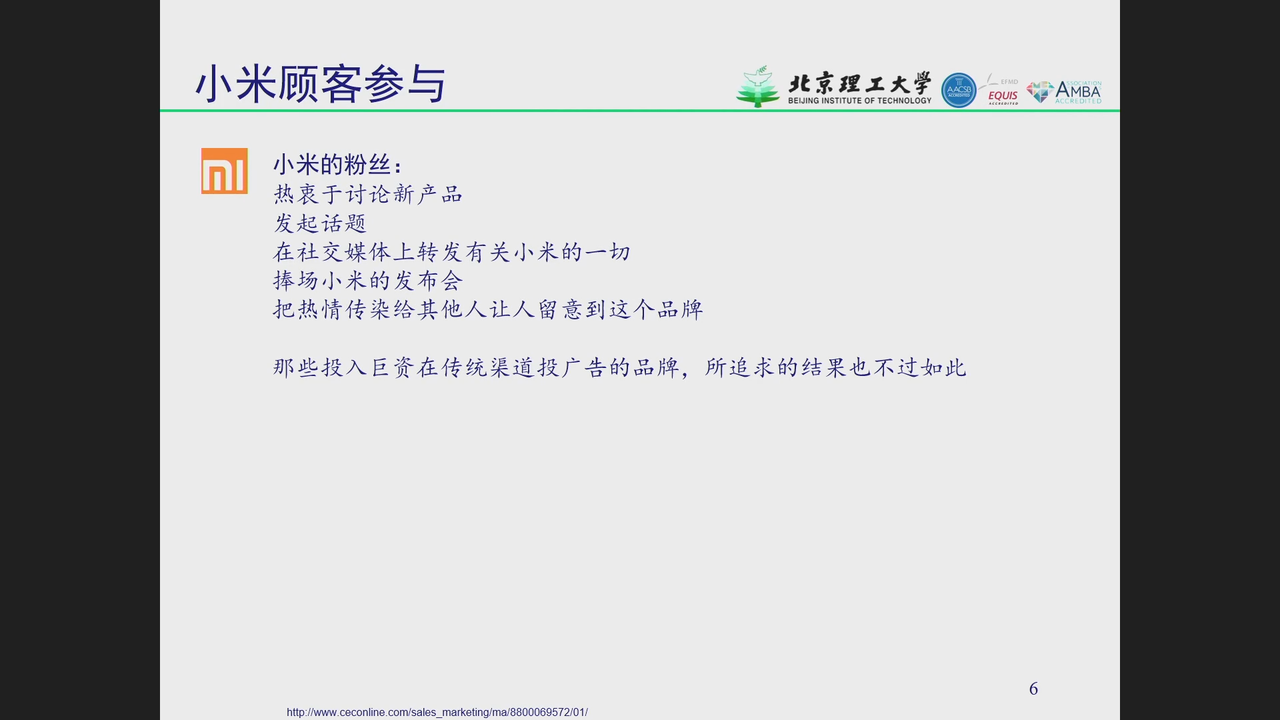 小米顾客参与
北京理工大学
BEIJING INSTITUTE OF TECHNOLOGY
AACSB
ACCREDITED
EFMD
EQUIS
ACCREDITED
ASSOCIATION
AMBA
ACCREDITED
mi
小米的粉丝：
热衷于讨论新产品
发起话题
在社交媒体上转发有关小米的一切
捧场小米的发布会
把热情传染给其他人让人留意到这个品牌
那些投入巨资在传统渠道投广告的品牌，所追求的结果也不过如此
6
http://www.ceconline.com/sales_marketing/ma/8800069572/01/